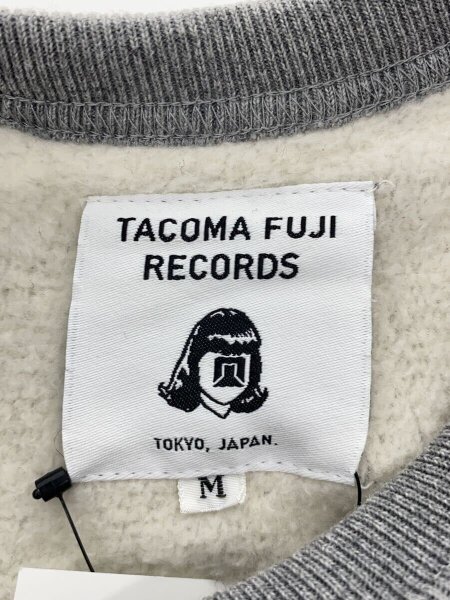 TACOMA FUJI
RECORDS
TOKYO, JAPAN.
M